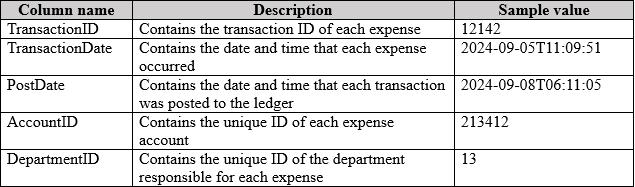 Column name Description Sample value
TransactionID Contains the transaction ID of each expense 12142
TransactionDate Contains the date and time that each expense 2024-09-05T11:09:51
occurred
PostDate Contains the date and time that each transaction 2024-09-08T06:11:05
was posted to the ledger
AccountID Contains the unique ID of each expense 213412
account
DepartmentID Contains the unique ID of the department 13
responsible for each expense